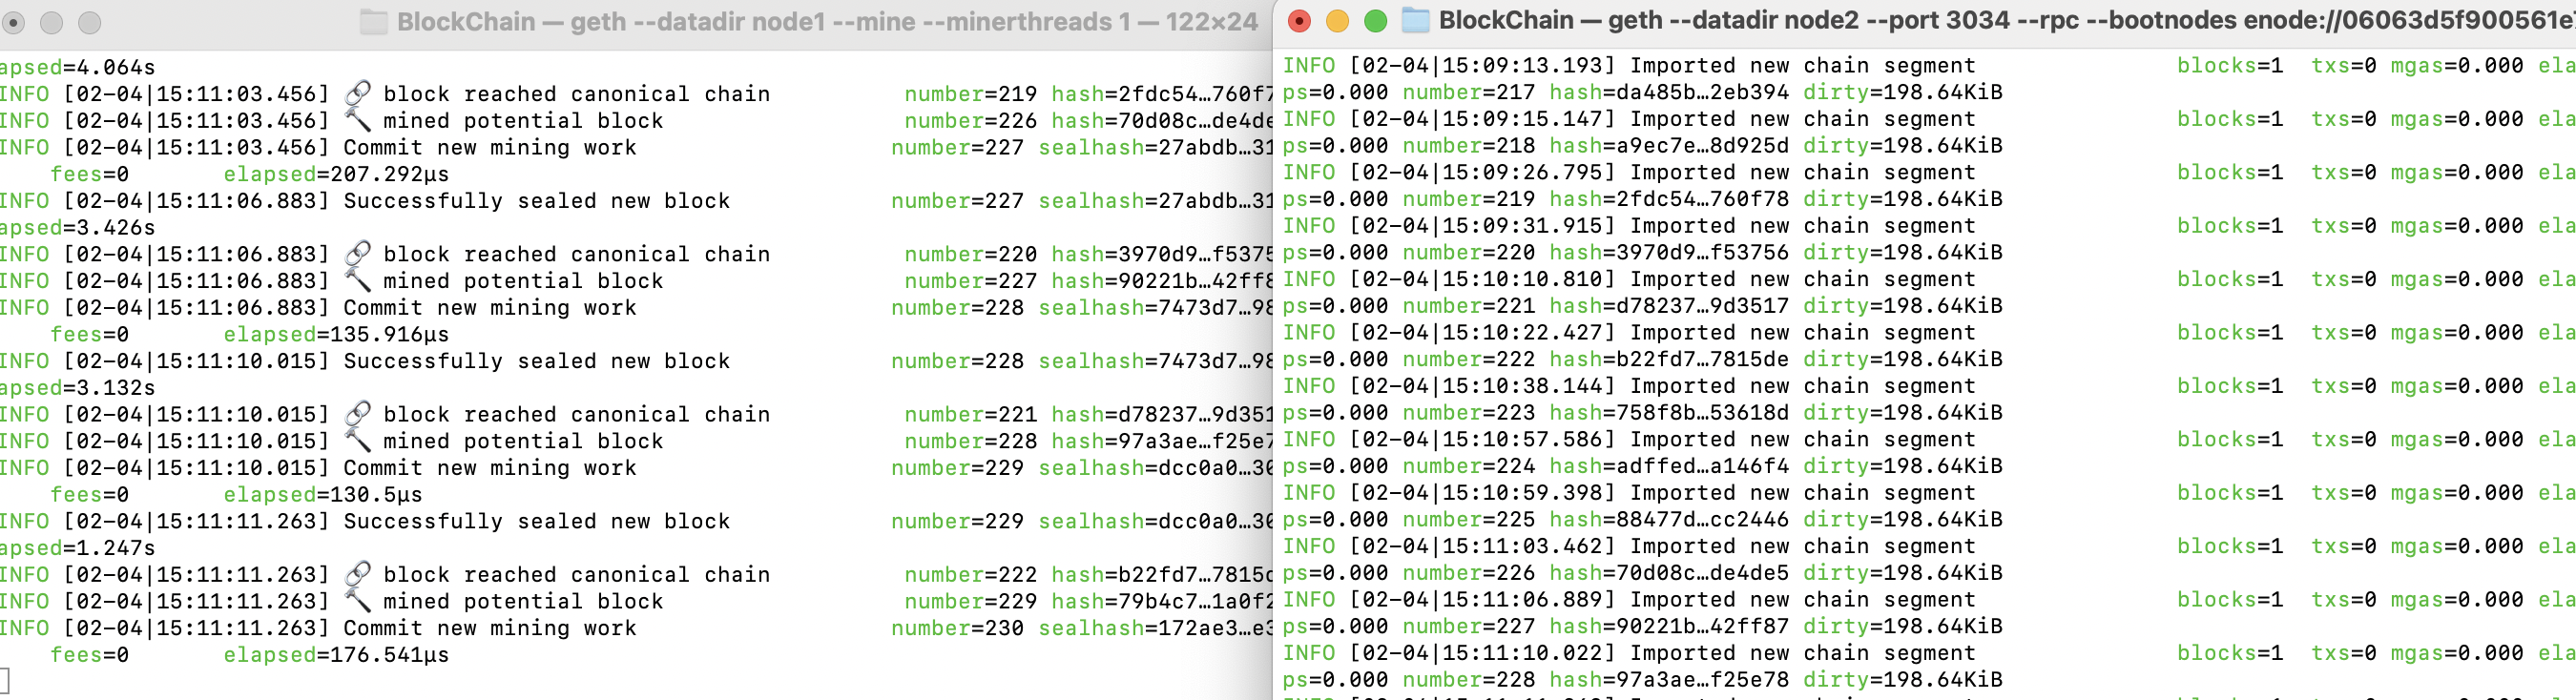 BlockChain — geth --datadir node1 --mine --minerthreads 1 — 122×24
apsed=4.064s
INFO [02-04|15:11:03.456] 🔗 block reached canonical chain number=219 hash=2fdc54…760f7
INFO [02-04|15:11:03.456] 🔨 mined potential block number=226 hash=70d08c…de4de
INFO [02-04|15:11:03.456] Commit new mining work number=227 sealhash=27abdb…31
fees=0 elapsed=207.292µs
INFO [02-04|15:11:06.883] Successfully sealed new block number=227 sealhash=27abdb…31
apsed=3.426s
INFO [02-04|15:11:06.883] 🔗 block reached canonical chain number=220 hash=3970d9…f5375
INFO [02-04|15:11:06.883] 🔨 mined potential block number=227 hash=90221b…42ff8
INFO [02-04|15:11:06.883] Commit new mining work number=228 sealhash=7473d7…98
fees=0 elapsed=135.916µs
INFO [02-04|15:11:10.015] Successfully sealed new block number=228 sealhash=7473d7…98
apsed=3.132s
INFO [02-04|15:11:10.015] 🔗 block reached canonical chain number=221 hash=d78237…9d351
INFO [02-04|15:11:10.015] 🔨 mined potential block number=228 hash=97a3ae…f25e7
INFO [02-04|15:11:10.015] Commit new mining work number=229 sealhash=dcc0a0…30
fees=0 elapsed=130.5µs
INFO [02-04|15:11:11.263] Successfully sealed new block number=229 sealhash=dcc0a0…30
apsed=1.247s
INFO [02-04|15:11:11.263] 🔗 block reached canonical chain number=222 hash=b22fd7…7815d
INFO [02-04|15:11:11.263] 🔨 mined potential block number=229 hash=79b4c7…1a0f2
INFO [02-04|15:11:11.263] Commit new mining work number=230 sealhash=172ae3…e3
fees=0 elapsed=176.541µs
BlockChain — geth --datadir node2 --port 3034 --rpc --bootnodes enode://06063d5f900561e
INFO [02-04|15:09:13.193] Imported new chain segment blocks=1 txs=0 mgas=0.000 ela
ps=0.000 number=217 hash=da485b…2eb394 dirty=198.64KiB
INFO [02-04|15:09:15.147] Imported new chain segment blocks=1 txs=0 mgas=0.000 ela
ps=0.000 number=218 hash=a9ec7e…8d925d dirty=198.64KiB
INFO [02-04|15:09:26.795] Imported new chain segment blocks=1 txs=0 mgas=0.000 ela
ps=0.000 number=219 hash=2fdc54…760f78 dirty=198.64KiB
INFO [02-04|15:09:31.915] Imported new chain segment blocks=1 txs=0 mgas=0.000 ela
ps=0.000 number=220 hash=3970d9…f53756 dirty=198.64KiB
INFO [02-04|15:10:10.810] Imported new chain segment blocks=1 txs=0 mgas=0.000 ela
ps=0.000 number=221 hash=d78237…9d3517 dirty=198.64KiB
INFO [02-04|15:10:22.427] Imported new chain segment blocks=1 txs=0 mgas=0.000 ela
ps=0.000 number=222 hash=b22fd7…7815de dirty=198.64KiB
INFO [02-04|15:10:38.144] Imported new chain segment blocks=1 txs=0 mgas=0.000 ela
ps=0.000 number=223 hash=758f8b…53618d dirty=198.64KiB
INFO [02-04|15:10:57.586] Imported new chain segment blocks=1 txs=0 mgas=0.000 ela
ps=0.000 number=224 hash=adffed…a146f4 dirty=198.64KiB
INFO [02-04|15:10:59.398] Imported new chain segment blocks=1 txs=0 mgas=0.000 ela
ps=0.000 number=225 hash=88477d…cc2446 dirty=198.64KiB
INFO [02-04|15:11:03.462] Imported new chain segment blocks=1 txs=0 mgas=0.000 ela
ps=0.000 number=226 hash=70d08c…de4de5 dirty=198.64KiB
INFO [02-04|15:11:06.889] Imported new chain segment blocks=1 txs=0 mgas=0.000 ela
ps=0.000 number=227 hash=90221b…42ff87 dirty=198.64KiB
INFO [02-04|15:11:10.022] Imported new chain segment blocks=1 txs=0 mgas=0.000 ela
ps=0.000 number=228 hash=97a3ae…f25e78 dirty=198.64KiB